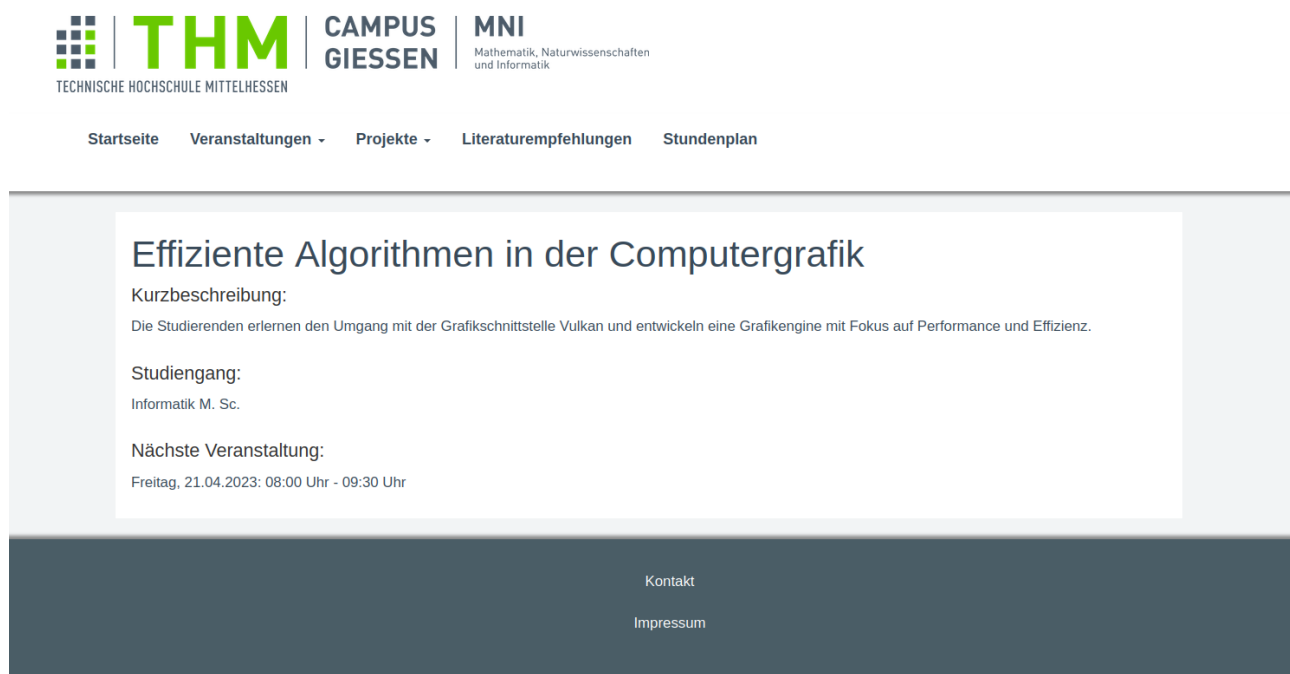 THM
CAMPUS
GIESSEN
MNI
Mathematik, Naturwissenschaften
und Informatik
TECHNISCHE HOCHSCHULE MITTELHESSEN
Startseite Veranstaltungen Projekte Literaturempfehlungen Stundenplan
Effiziente Algorithmen in der Computergrafik
Kurzbeschreibung:
Die Studierenden erlernen den Umgang mit der Grafikschnittstelle Vulkan und entwickeln eine Grafikengine mit Fokus auf Performance und Effizienz.
Studiengang:
Informatik M. Sc.
Nächste Veranstaltung:
Freitag, 21.04.2023: 08:00 Uhr - 09:30 Uhr
Kontakt
Impressum